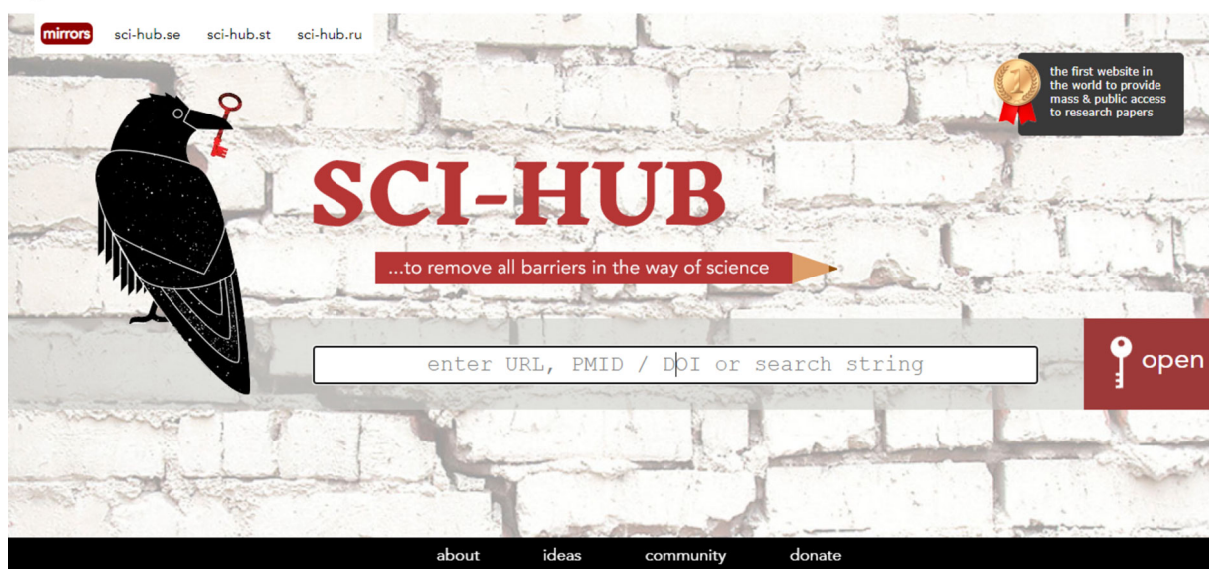 mirrors sci-hub.se sci-hub.st sci-hub.ru
1
the first website in
the world to provide
mass & public access
to research papers
SCI-HUB
...to remove all barriers in the way of science
enter URL, PMID / DOI or search string
open
about ideas community donate